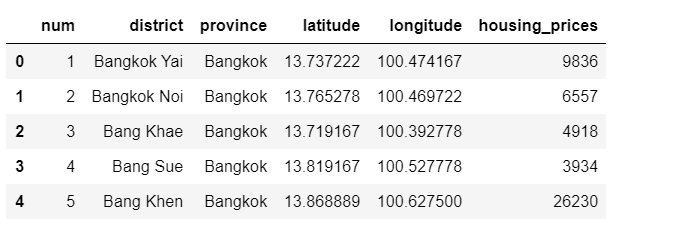 num district province latitude longitude housing_prices
0 1 Bangkok Yai Bangkok 13.737222 100.474167 9836
1 2 Bangkok Noi Bangkok 13.765278 100.469722 6557
2 3 Bang Khae Bangkok 13.719167 100.392778 4918
3 4 Bang Sue Bangkok 13.819167 100.527778 3934
4 5 Bang Khen Bangkok 13.868889 100.627500 26230